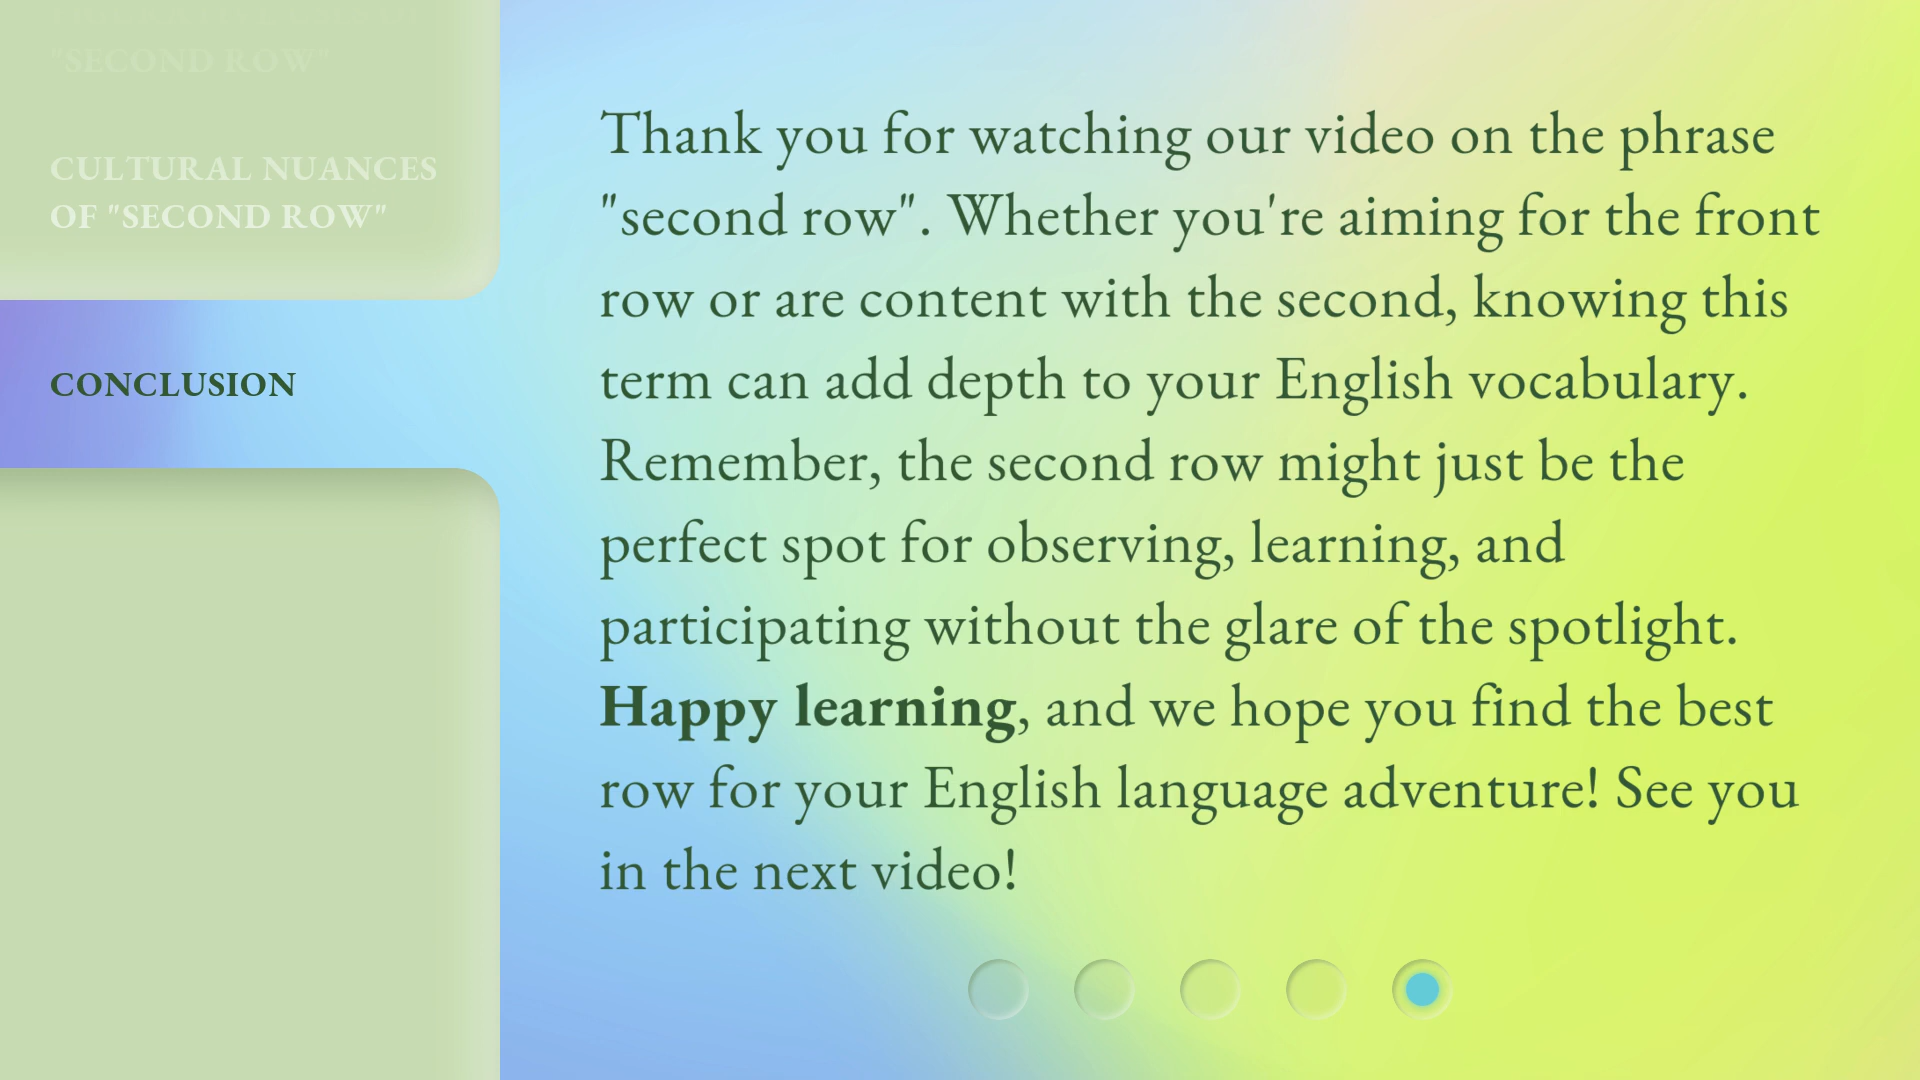 "SECOND ROW"
CULTURAL NUANCES
OF "SECOND ROW"
CONCLUSION
Thank you for watching our video on the phrase
"second row". Whether you're aiming for the front
row or are content with the second, knowing this
term can add depth to your English vocabulary.
Remember, the second row might just be the
perfect spot for observing, learning, and
participating without the glare of the spotlight.
Happy learning, and we hope you find the best
row for your English language adventure! See you
in the next video!